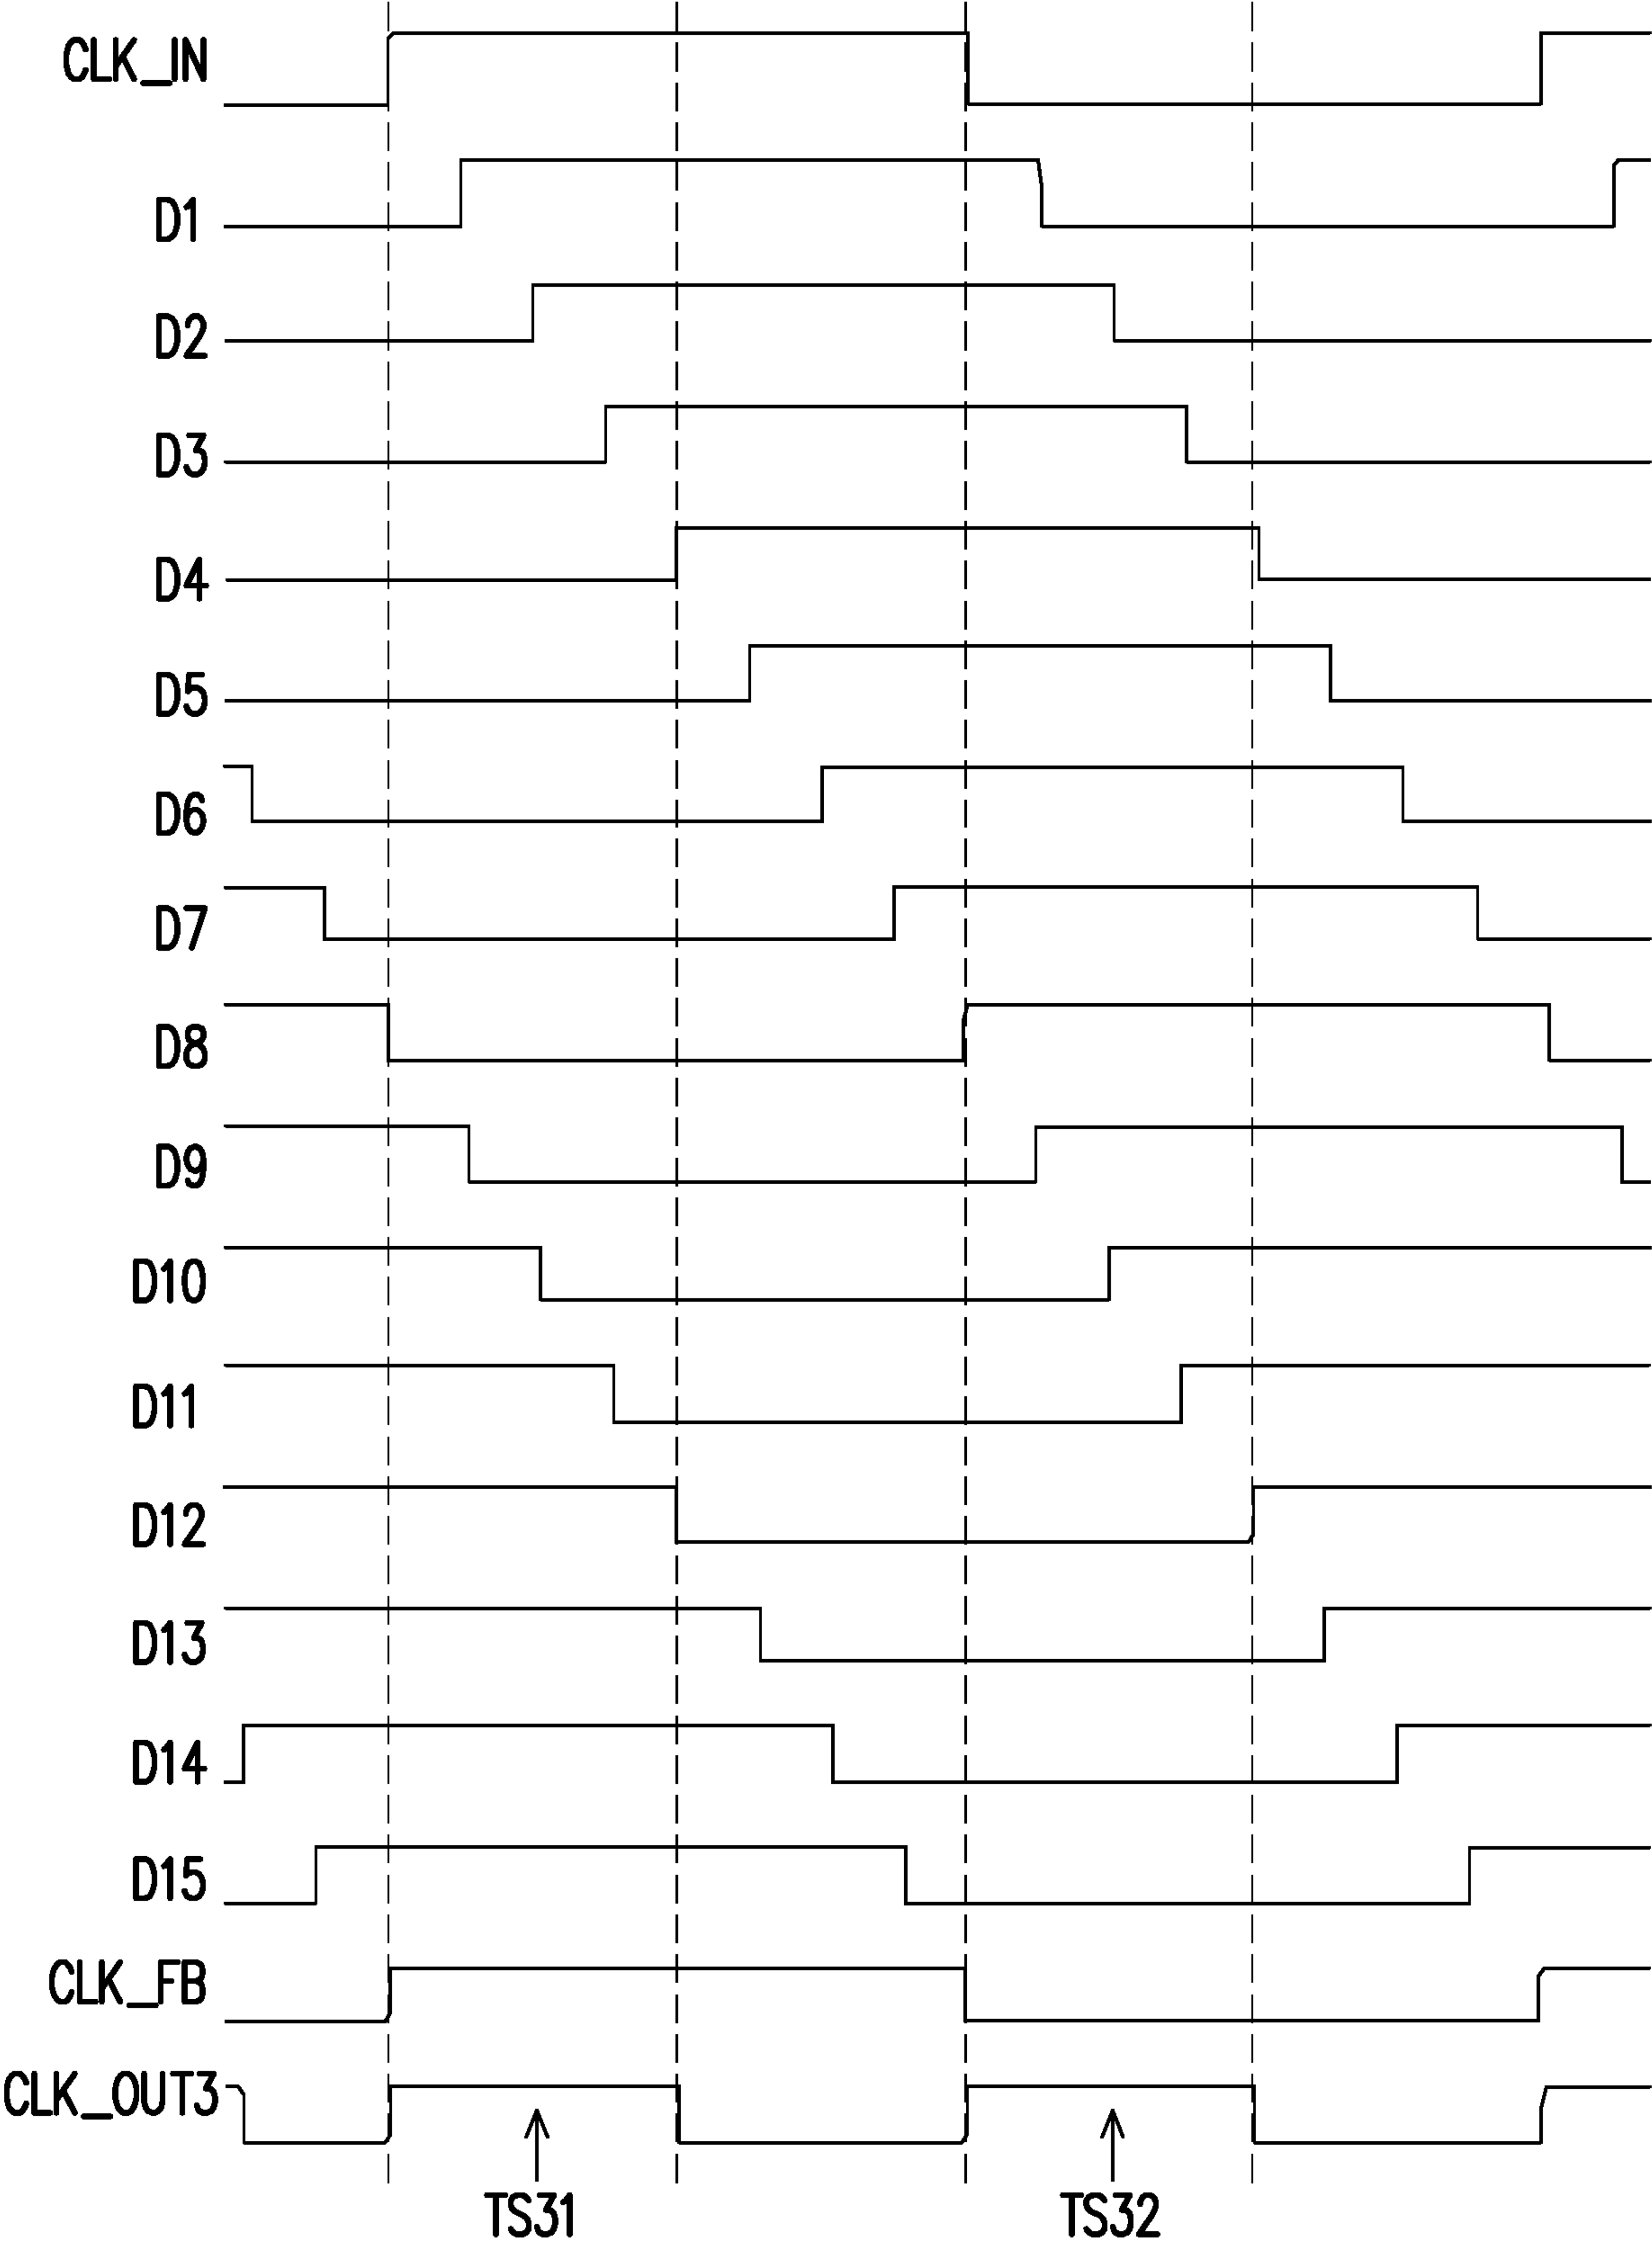 CLK_IN
D1
D2
D3
D4
D5
D6
D7
D8
D9
D10
D11
D12
D13
D14
D15
CLK_FB
CLK_OUT3
TS31 TS32